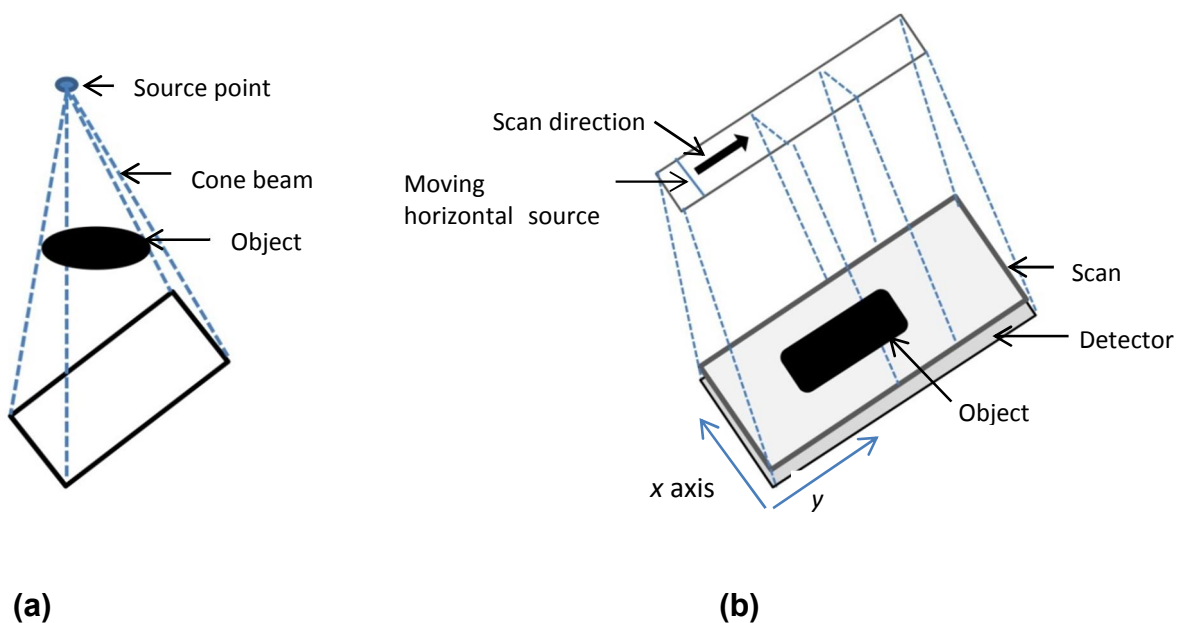 Source point
Cone beam
Object
(a)
Scan direction
Moving
horizontal source
Scan
Detector
Object
x axis
y
(b)